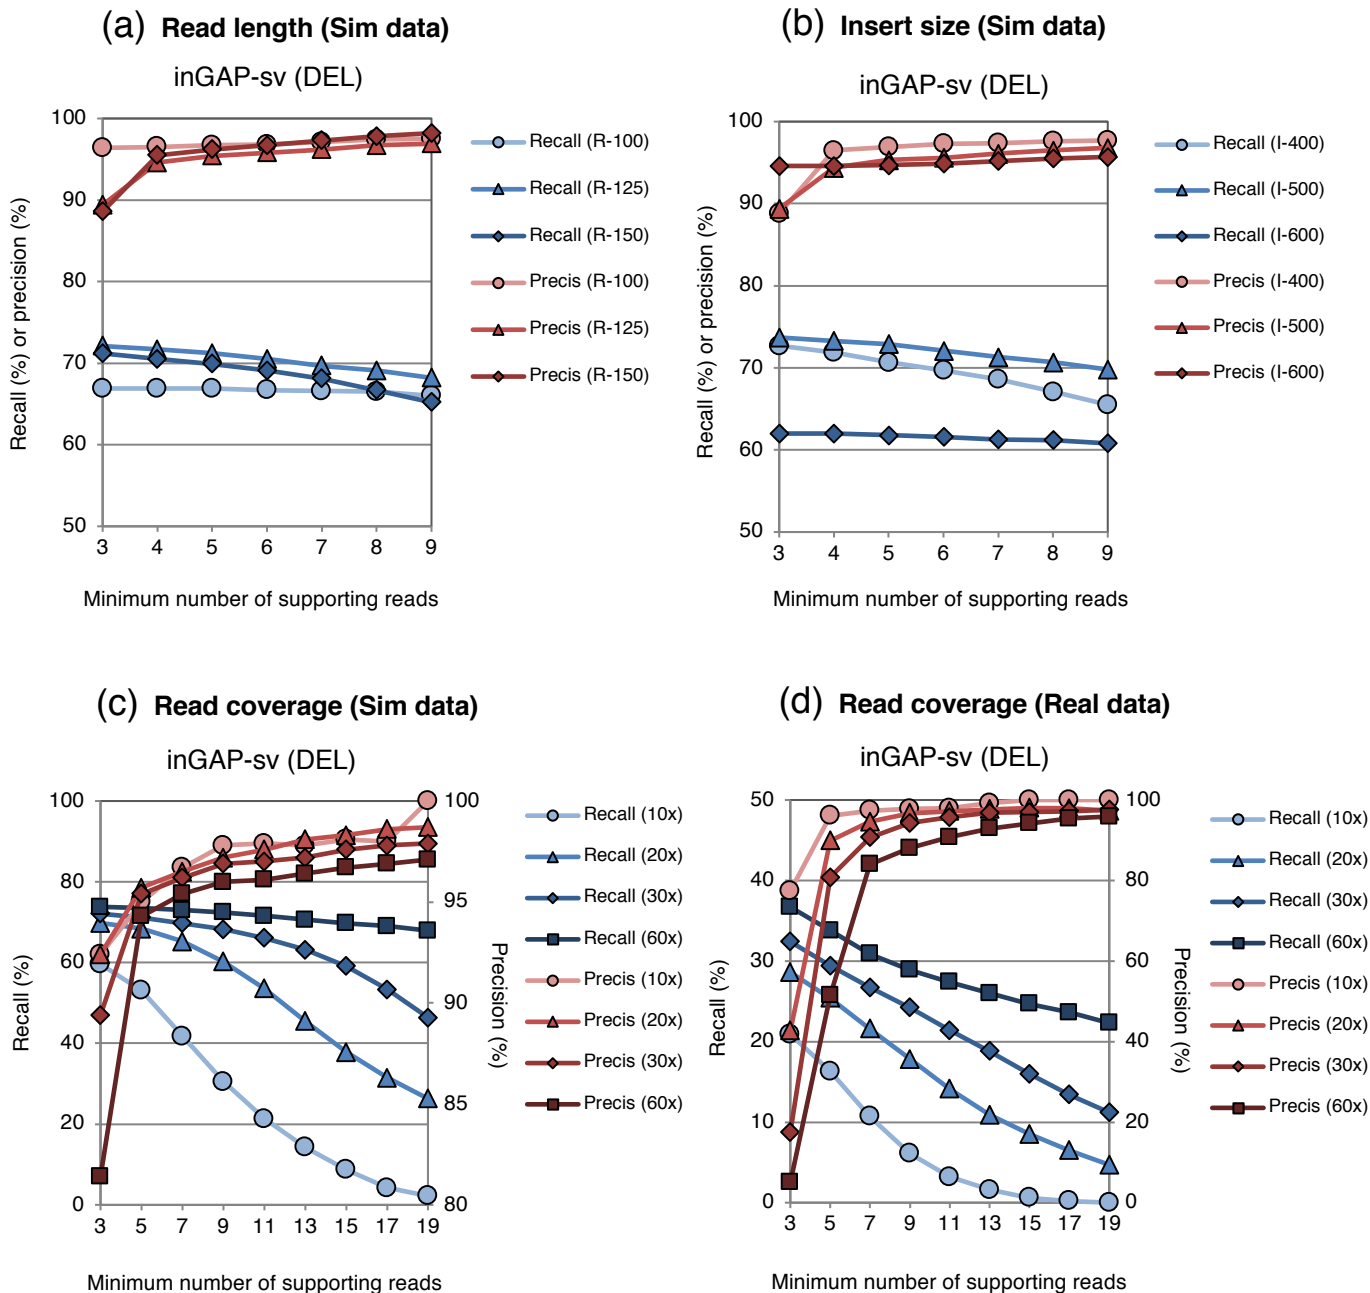 (a) Read length (Sim data)
inGAP-sv (DEL)
Recall (%) or precision (%)
100
90
80
70
60
50
3 4 5 6 7 8 9
Minimum number of supporting reads
Recall (R-100)
Recall (R-125)
Recall (R-150)
Precis (R-100)
Precis (R-125)
Precis (R-150)
(b) Insert size (Sim data)
inGAP-sv (DEL)
Recall (%) or precision (%)
100
90
80
70
60
50
3 4 5 6 7 8 9
Minimum number of supporting reads
Recall (I-400)
Recall (I-500)
Recall (I-600)
Precis (I-400)
Precis (I-500)
Precis (I-600)
(c) Read coverage (Sim data)
inGAP-sv (DEL)
Recall (%)
100
80
60
40
20
0
3 5 7 9 11 13 15 17 19
Minimum number of supporting reads
100
95
90
85
80
Precision (%)
Recall (10x)
Recall (20x)
Recall (30x)
Recall (60x)
Precis (10x)
Precis (20x)
Precis (30x)
Precis (60x)
(d) Read coverage (Real data)
inGAP-sv (DEL)
Recall (%)
50
40
30
20
10
0
3 5 7 9 11 13 15 17 19
Minimum number of supporting reads
100
80
60
40
20
0
Precision (%)
Recall (10x)
Recall (20x)
Recall (30x)
Recall (60x)
Precis (10x)
Precis (20x)
Precis (30x)
Precis (60x)